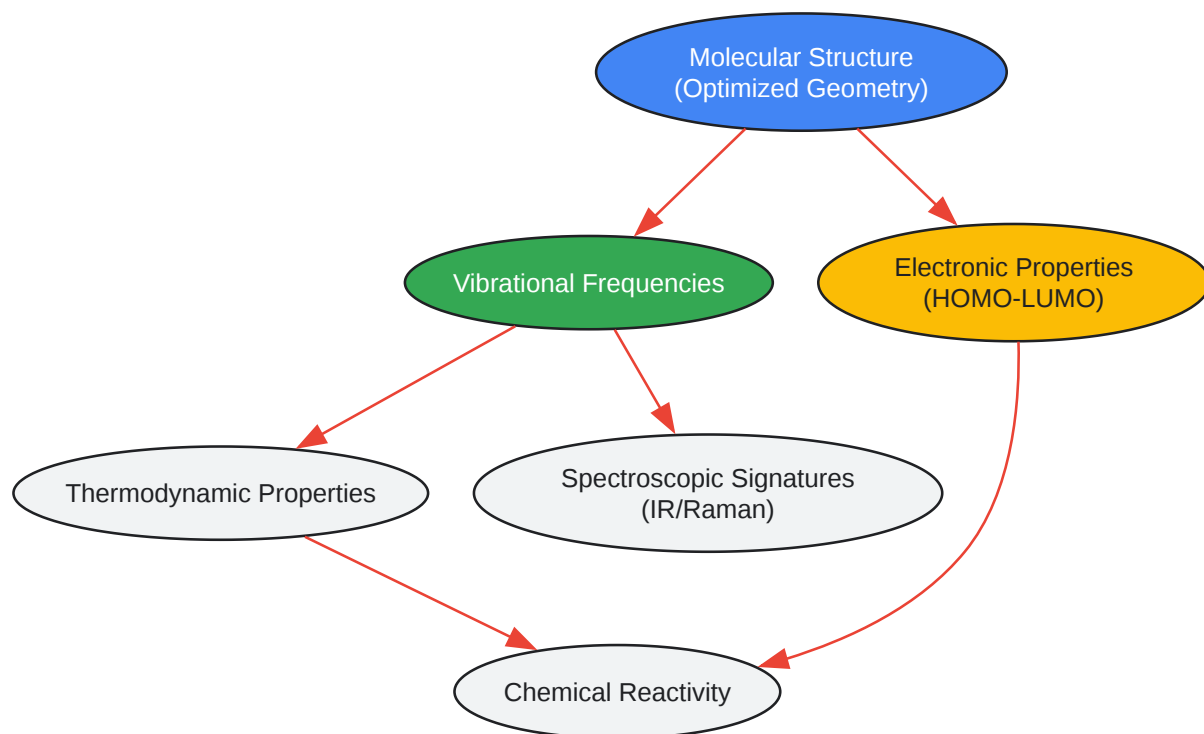 Molecular Structure
(Optimized Geometry)
Vibrational Frequencies
Electronic Properties
(HOMO-LUMO)
Thermodynamic Properties
Spectroscopic Signatures
(IR/Raman)
Chemical Reactivity